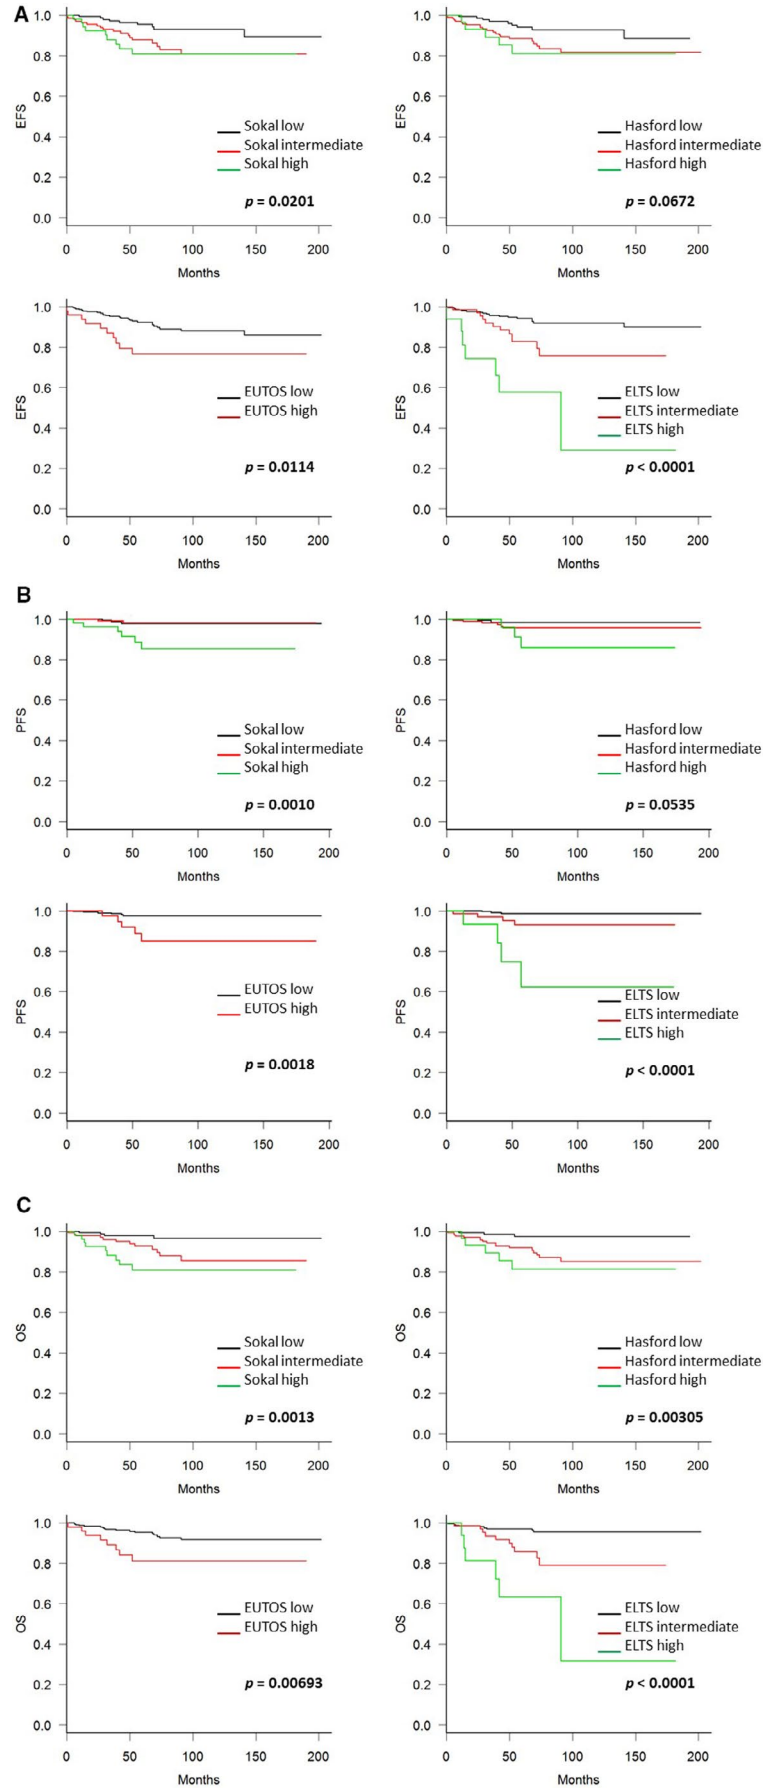 A
1.0
0.8
0.6
0.4
0.2
0.0
EFS
Sokal low
Sokal intermediate
Sokal high
p = 0.0201
0 50 100 150 200
Months
1.0
0.8
0.6
0.4
0.2
0.0
EFS
Hasford low
Hasford intermediate
Hasford high
p = 0.0672
0 50 100 150 200
Months
1.0
0.8
0.6
0.4
0.2
0.0
EFS
EUTOS low
EUTOS high
p = 0.0114
0 50 100 150 200
Months
1.0
0.8
0.6
0.4
0.2
0.0
EFS
ELTS low
ELTS intermediate
ELTS high
p < 0.0001
0 50 100 150 200
Months
B
1.0
0.8
0.6
0.4
0.2
0.0
PFS
Sokal low
Sokal intermediate
Sokal high
p = 0.0010
0 50 100 150 200
Months
1.0
0.8
0.6
0.4
0.2
0.0
PFS
Hasford low
Hasford intermediate
Hasford high
p = 0.0535
0 50 100 150 200
Months
1.0
0.8
0.6
0.4
0.2
0.0
PFS
EUTOS low
EUTOS high
p = 0.0018
0 50 100 150 200
Months
1.0
0.8
0.6
0.4
0.2
0.0
PFS
ELTS low
ELTS intermediate
ELTS high
p < 0.0001
0 50 100 150 200
Months
C
1.0
0.8
0.6
0.4
0.2
0.0
OS
Sokal low
Sokal intermediate
Sokal high
p = 0.0013
0 50 100 150 200
Months
1.0
0.8
0.6
0.4
0.2
0.0
OS
Hasford low
Hasford intermediate
Hasford high
p = 0.00305
0 50 100 150 200
Months
1.0
0.8
0.6
0.4
0.2
0.0
OS
EUTOS low
EUTOS high
p = 0.00693
0 50 100 150 200
Months
1.0
0.8
0.6
0.4
0.2
0.0
OS
ELTS low
ELTS intermediate
ELTS high
p < 0.0001
0 50 100 150 200
Months